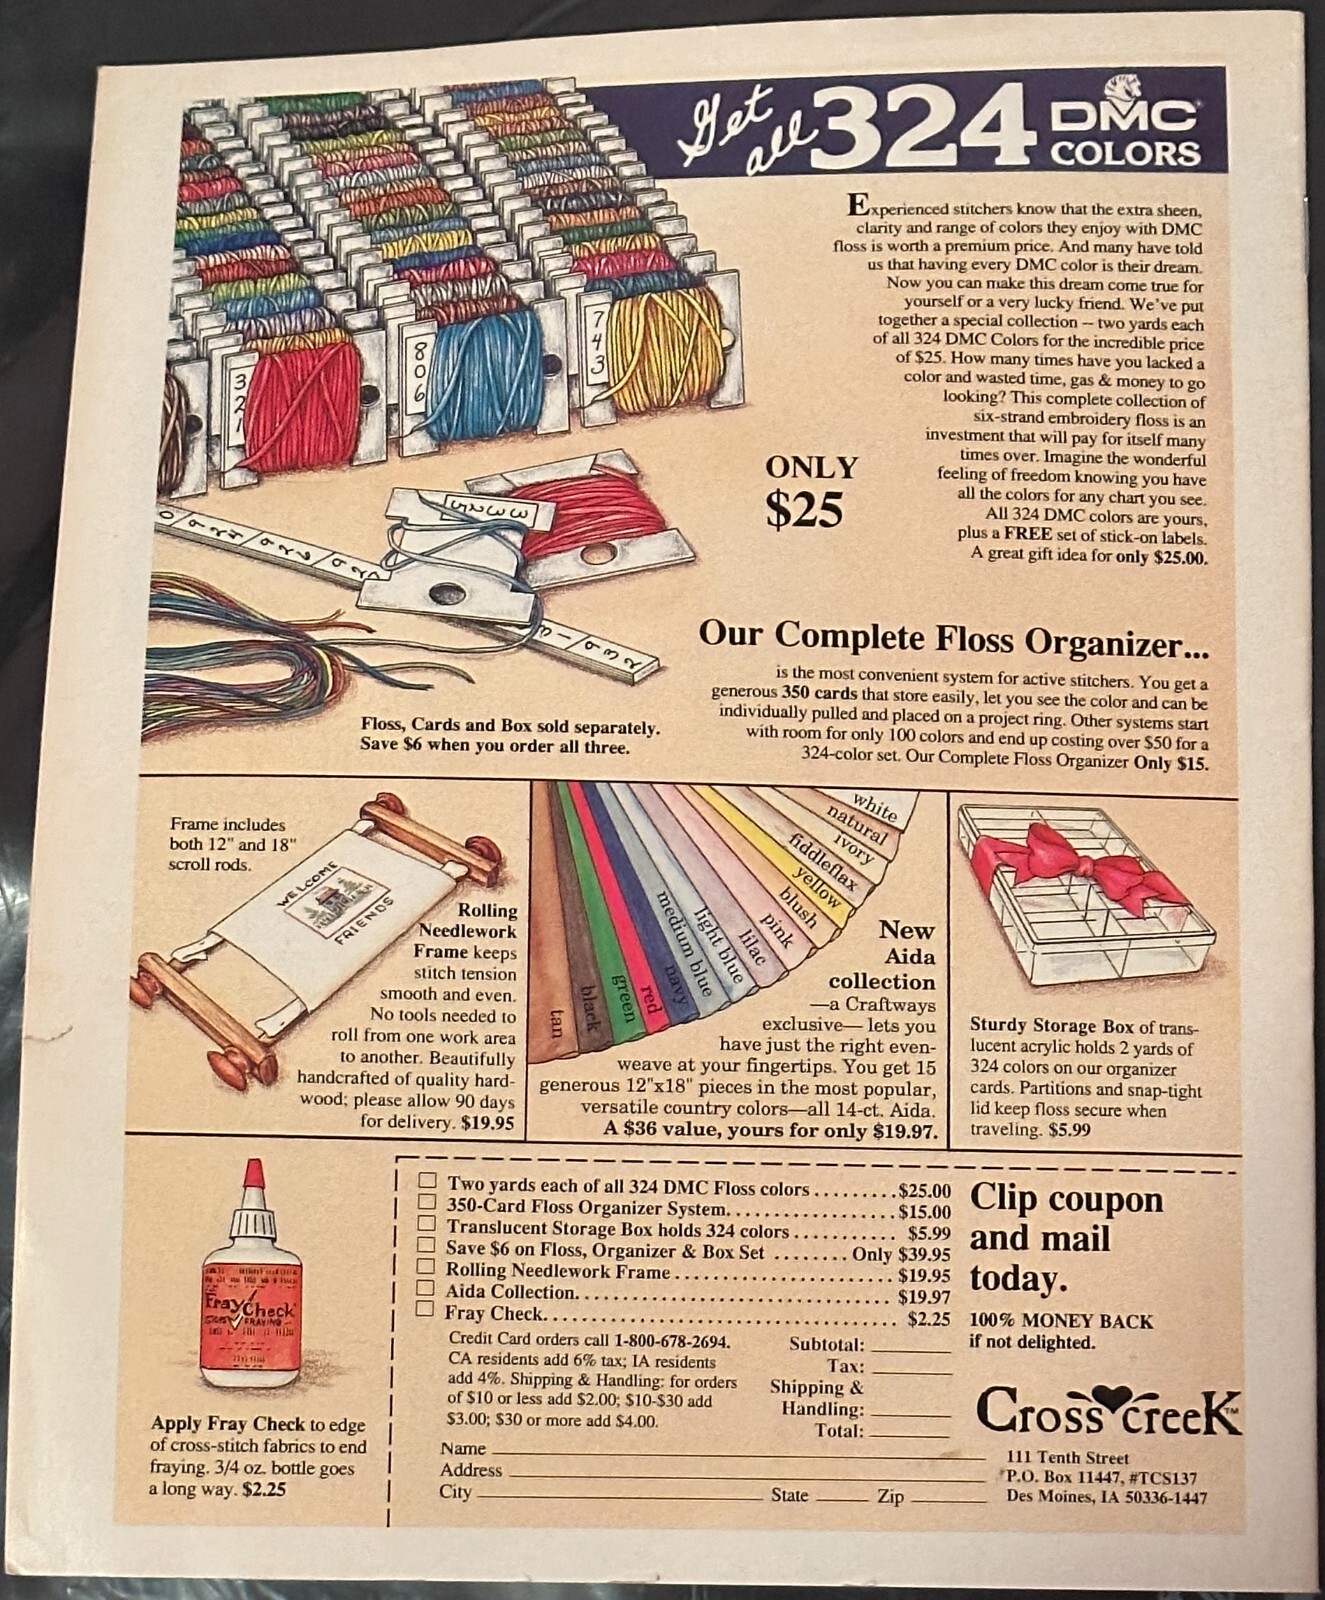 Get all 324 DMC COLORS
Experienced stitchers know that the extra sheen,
clarity and range of colors they enjoy with DMC
floss is worth a premium price. And many have told
us that having every DMC color is their dream.
Now you can make this dream come true for
yourself or a very lucky friend. We've put
together a special collection — two yards each
of all 324 DMC Colors for the incredible price
of $25. How many times have you lacked a
color and wasted time, gas & money to go
looking? This complete collection of
six-strand embroidery floss is an
investment that will pay for itself many
times over. Imagine the wonderful
feeling of freedom knowing you have
all the colors for any chart you see.
All 324 DMC colors are yours,
plus a FREE set of stick-on labels.
A great gift idea for only $25.00.
321
806
743
ONLY
$25
Our Complete Floss Organizer...
is the most convenient system for active stitchers. You get a
generous 350 cards that store easily, let you see the color and can be
individually pulled and placed on a project ring. Other systems start
with room for only 100 colors and end up costing over $50 for a
324-color set. Our Complete Floss Organizer Only $15.
Floss, Cards and Box sold separately.
Save $6 when you order all three.
Frame includes
both 12" and 18"
scroll rods.
WELCOME
FRIENDS
Rolling
Needlework
Frame keeps
stitch tension
smooth and even.
No tools needed to
roll from one work area
to another. Beautifully
handcrafted of quality hard-
wood; please allow 90 days
for delivery. $19.95
white
natural
ivory
fiddleflax
yellow
blush
pink
lilac
light blue
medium blue
navy
red
green
black
tan
New
Aida
collection
—a Craftways
exclusive— lets you
have just the right even-
weave at your fingertips. You get 15
generous 12"x18" pieces in the most popular,
versatile country colors—all 14-ct. Aida.
A $36 value, yours for only $19.97.
Sturdy Storage Box of trans-
lucent acrylic holds 2 yards of
324 colors on our organizer
cards. Partitions and snap-tight
lid keep floss secure when
traveling. $5.99
Fray Check
Apply Fray Check to edge
of cross-stitch fabrics to end
fraying. 3/4 oz. bottle goes
a long way. $2.25
Two yards each of all 324 DMC Floss colors.........$25.00
350-Card Floss Organizer System..................$15.00
Translucent Storage Box holds 324 colors........... $5.99
Save $6 on Floss, Organizer & Box Set ........Only $39.95
Rolling Needlework Frame........................ $19.95
Aida Collection.................................. $19.97
Fray Check...................................... $2.25
Credit Card orders call 1-800-678-2694.
CA residents add 6% tax; IA residents
add 4%. Shipping & Handling: for orders
of $10 or less add $2.00; $10-$30 add
$3.00; $30 or more add $4.00.
Subtotal:
Tax:
Shipping &
Handling:
Total:
Name
Address
City State Zip
Clip coupon
and mail
today.
100% MONEY BACK
if not delighted.
Cross Creek™
111 Tenth Street
P.O. Box 11447, #TCS137
Des Moines, IA 50336-1447